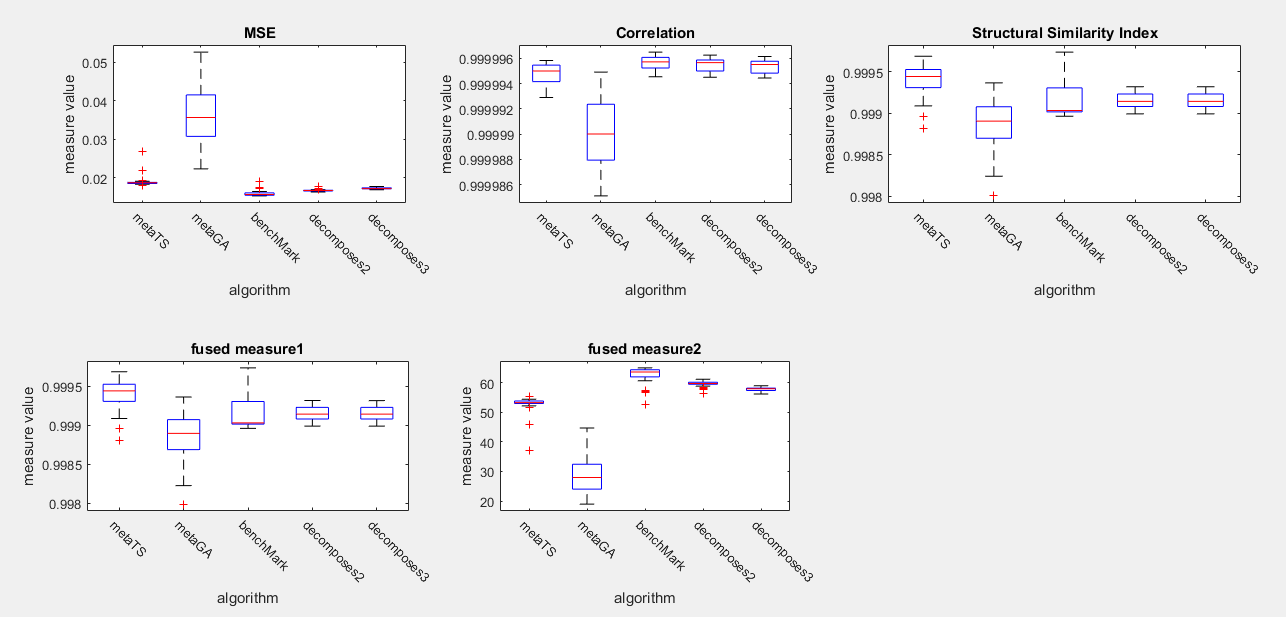 MSE
measure value
0.05
0.04
0.03
0.02
metaTS
metaGA
benchMark
decomposes2
decomposes3
algorithm
Correlation
measure value
0.999996
0.999994
0.999992
0.99999
0.999988
0.999986
metaTS
metaGA
benchMark
decomposes2
decomposes3
algorithm
Structural Similarity Index
measure value
0.9995
0.999
0.9985
0.998
metaTS
metaGA
benchMark
decomposes2
decomposes3
algorithm
fused measure1
measure value
0.9995
0.999
0.9985
0.998
metaTS
metaGA
benchMark
decomposes2
decomposes3
algorithm
fused measure2
measure value
60
50
40
30
20
metaTS
metaGA
benchMark
decomposes2
decomposes3
algorithm